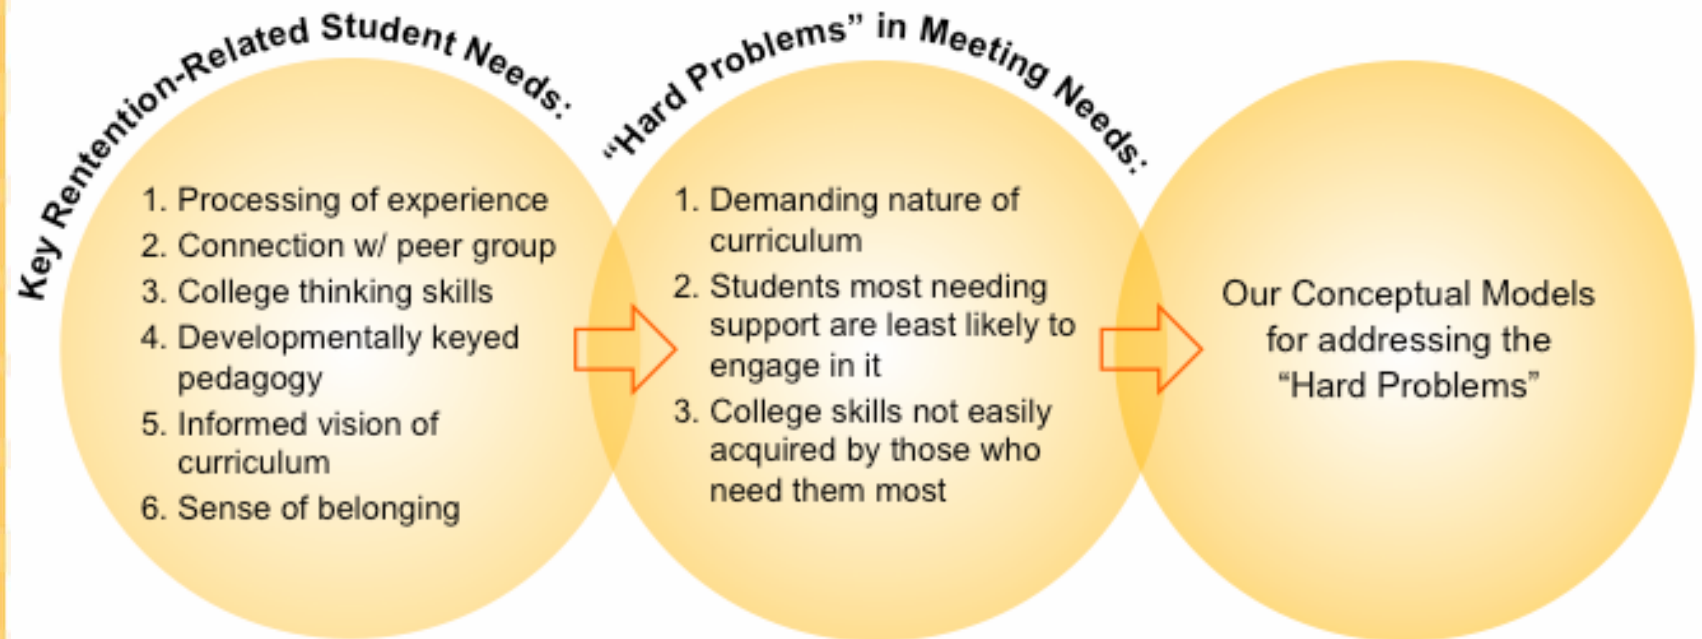 Key Rentention-Related Student Needs:
1. Processing of experience
2. Connection w/ peer group
3. College thinking skills
4. Developmentally keyed
pedagogy
5. Informed vision of
curriculum
6. Sense of belonging
“Hard Problems” in Meeting Needs:
1. Demanding nature of
curriculum
2. Students most needing
support are least likely to
engage in it
3. College skills not easily
acquired by those who
need them most
Our Conceptual Models
for addressing the
“Hard Problems”